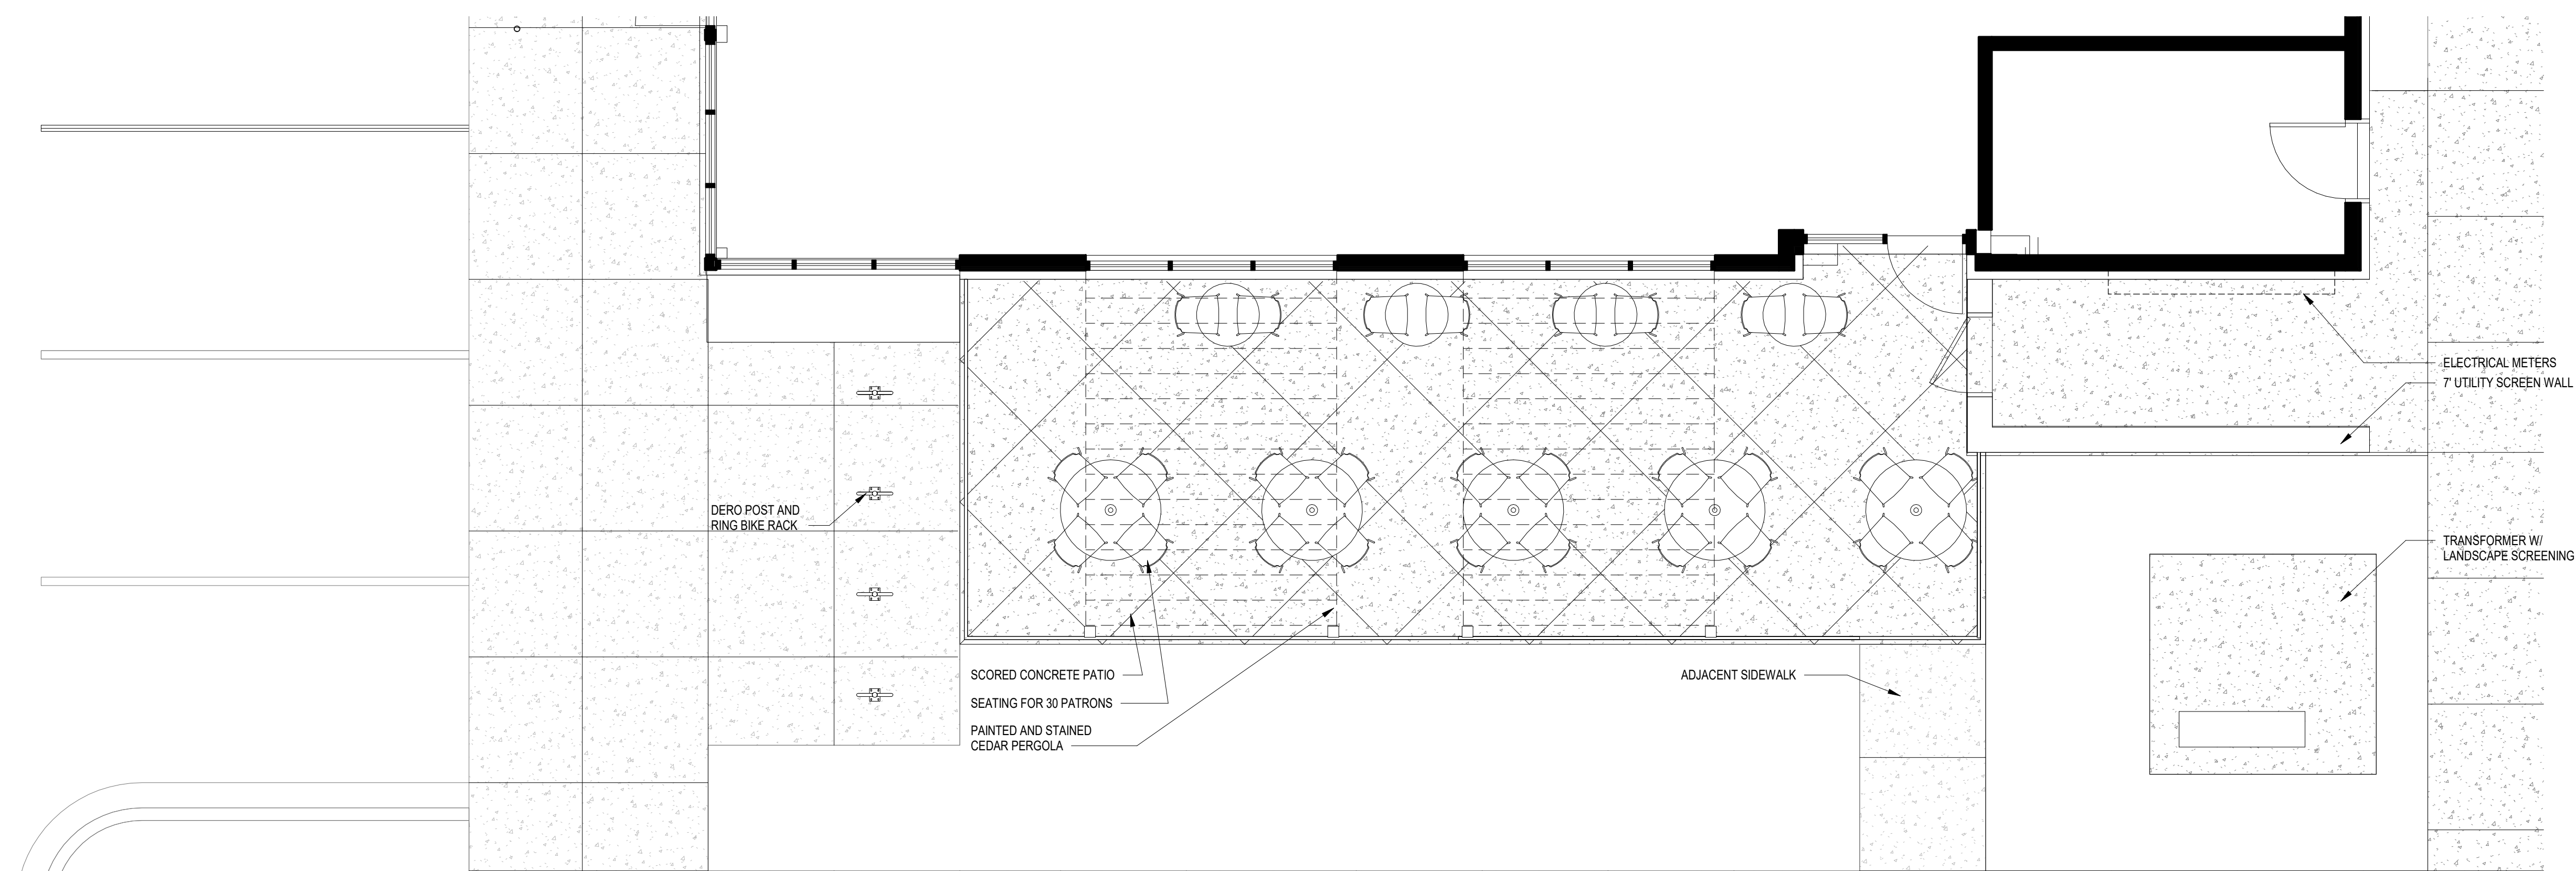 ELECTRICAL METERS
7' UTILITY SCREEN WALL
DERO POST AND
RING BIKE RACK
TRANSFORMER W/
LANDSCAPE SCREENING
SCORED CONCRETE PATIO
SEATING FOR 30 PATRONS
PAINTED AND STAINED
CEDAR PERGOLA
ADJACENT SIDEWALK